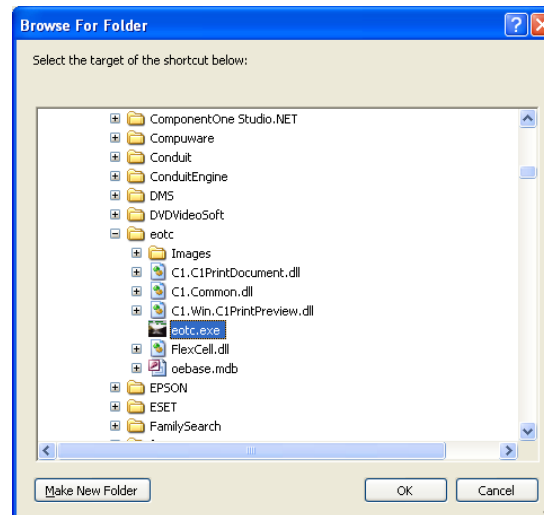 Browse For Folder
Select the target of the shortcut below:
ComponentOne Studio.NET
Compuware
Conduit
ConduitEngine
DMS
DVDVideoSoft
eotc
Images
C1.C1PrintDocument.dll
C1.Common.dll
C1.Win.C1PrintPreview.dll
eotc.exe
FlexCell.dll
oebase.mdb
EPSON
ESET
FamilySearch
Make New Folder OK Cancel